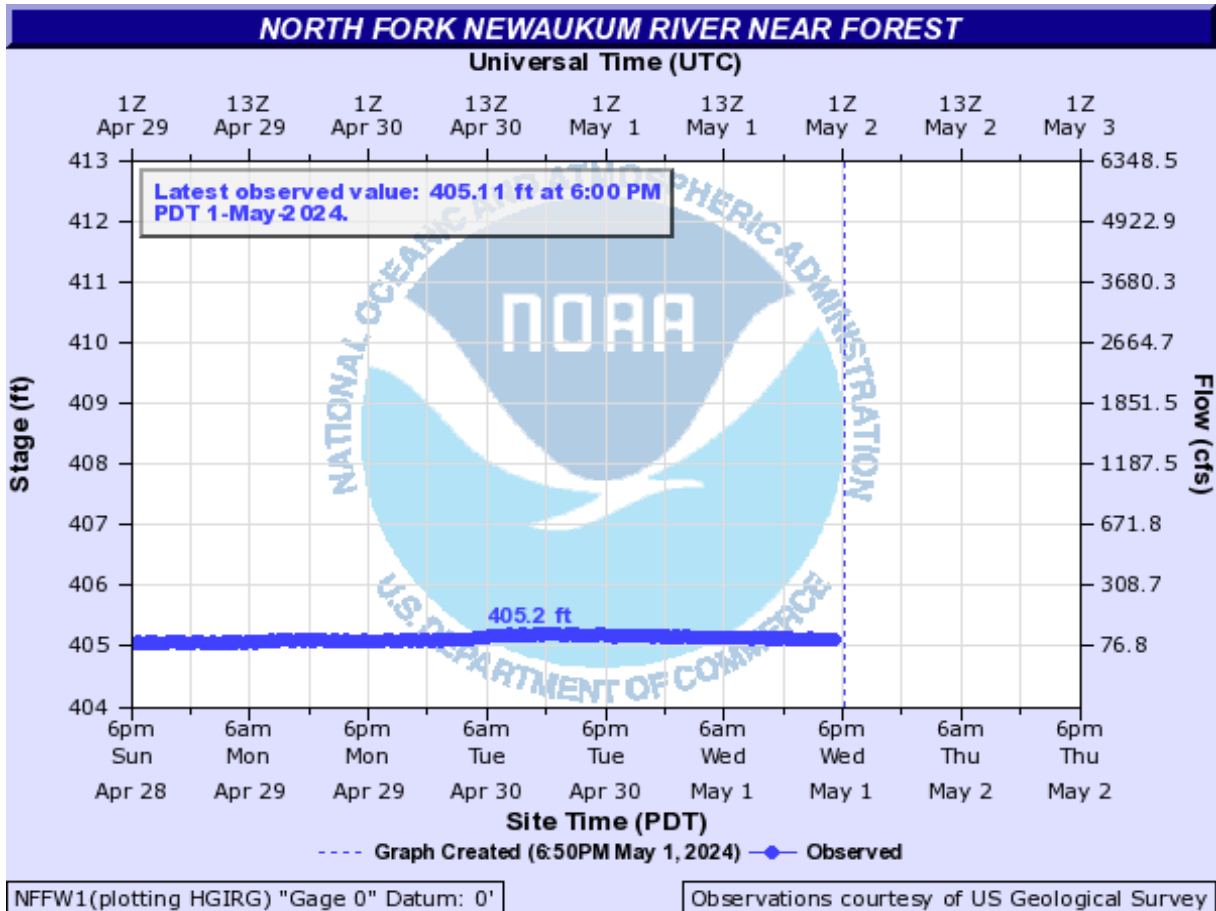 NORTH FORK NEWAUKUM RIVER NEAR FOREST
Universal Time (UTC)
1Z 13Z 1Z 13Z 1Z 13Z 1Z 13Z 1Z
Apr 29 Apr 29 Apr 30 Apr 30 May 1 May 1 May 2 May 2 May 3
Latest observed value: 405.11 ft at 6:00 PM
PDT 1-May-2024.
Stage (ft)
413
412
411
410
409
408
407
406
405
404
Flow (cfs)
6348.5
4922.9
3680.3
2664.7
1851.5
1187.5
671.8
308.7
76.8
NATIONAL OCEANIC AND ATMOSPHERIC ADMINISTRATION
NOAA
U.S. DEPARTMENT OF COMMERCE
405.2 ft
6pm 6am 6pm 6am 6pm 6am 6pm 6am 6pm
Sun Mon Mon Tue Tue Wed Wed Thu Thu
Apr 28 Apr 29 Apr 29 Apr 30 Apr 30 May 1 May 1 May 2 May 2
Site Time (PDT)
Graph Created (6:50PM May 1, 2024) Observed
NFFW1(plotting HGIRG) "Gage 0" Datum: 0'
Observations courtesy of US Geological Survey